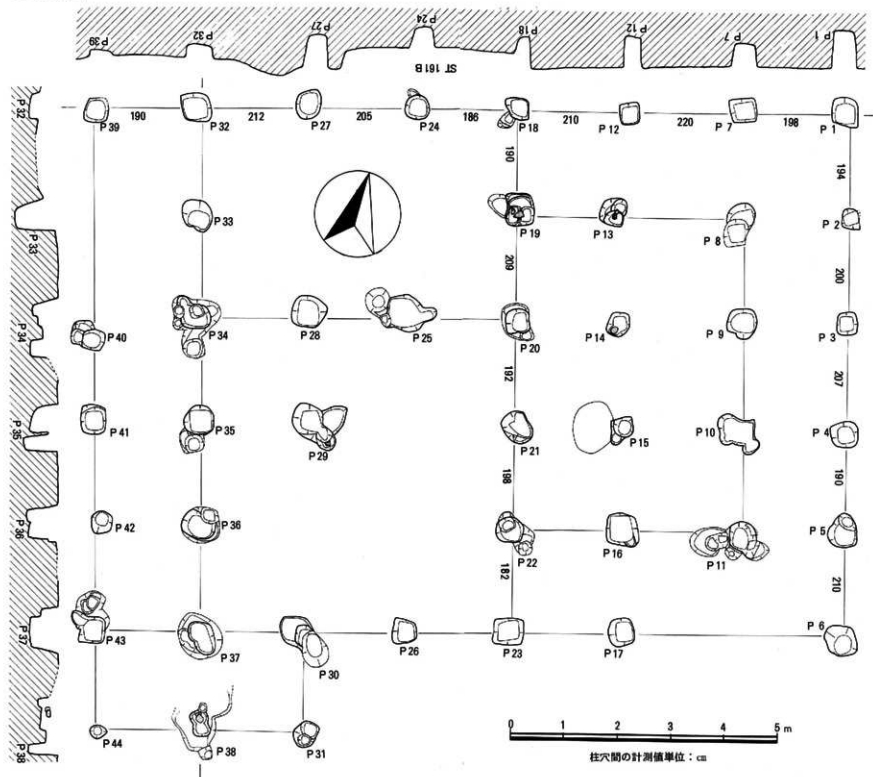 P39
P32
P27
P24
P18
P12
P7
P1
ST 161 B
P32
P33
P34
P35
P36
P37
P38
190
212
205
186
210
220
198
P39
P32
P27
P24
P18
P12
P7
P1
190
194
P33
P19
P13
P8
P2
209
200
P40
P34
P28
P25
P20
P14
P9
P3
192
207
P41
P35
P29
P21
P15
P10
P4
198
190
P42
P36
P22
P16
P11
P5
182
210
P43
P37
P30
P26
P23
P17
P6
P44
P38
P31
0 1 2 3 4 5 m
柱穴間の計測値単位：cm